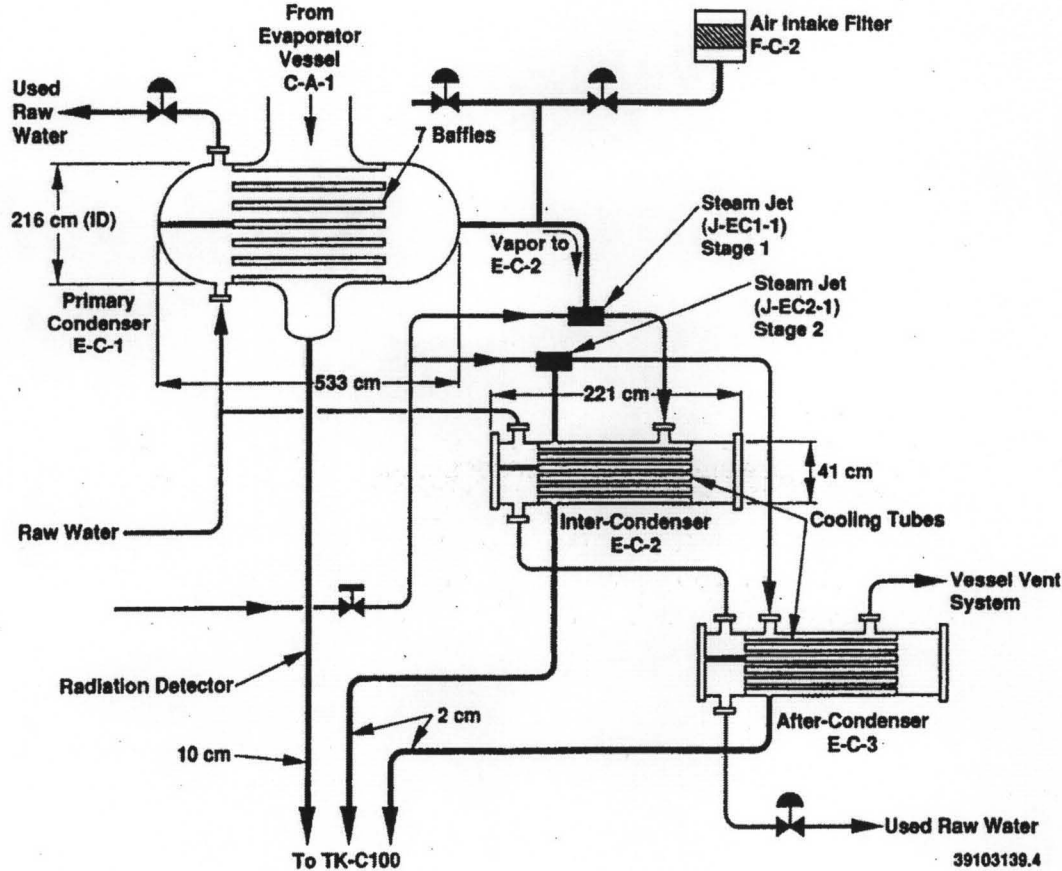 From
Evaporator
Vessel
C-A-1
Air Intake Filter
F-C-2
Used
Raw
Water
7 Baffles
216 cm (ID)
Steam Jet
(J-EC1-1)
Stage 1
Vapor to
E-C-2
Steam Jet
(J-EC2-1)
Stage 2
Primary
Condenser
E-C-1
533 cm
221 cm
41 cm
Raw Water
Inter-Condenser
E-C-2
Cooling Tubes
Vessel Vent
System
Radiation Detector
2 cm
After-Condenser
E-C-3
10 cm
To TK-C100
Used Raw Water
39103139.4